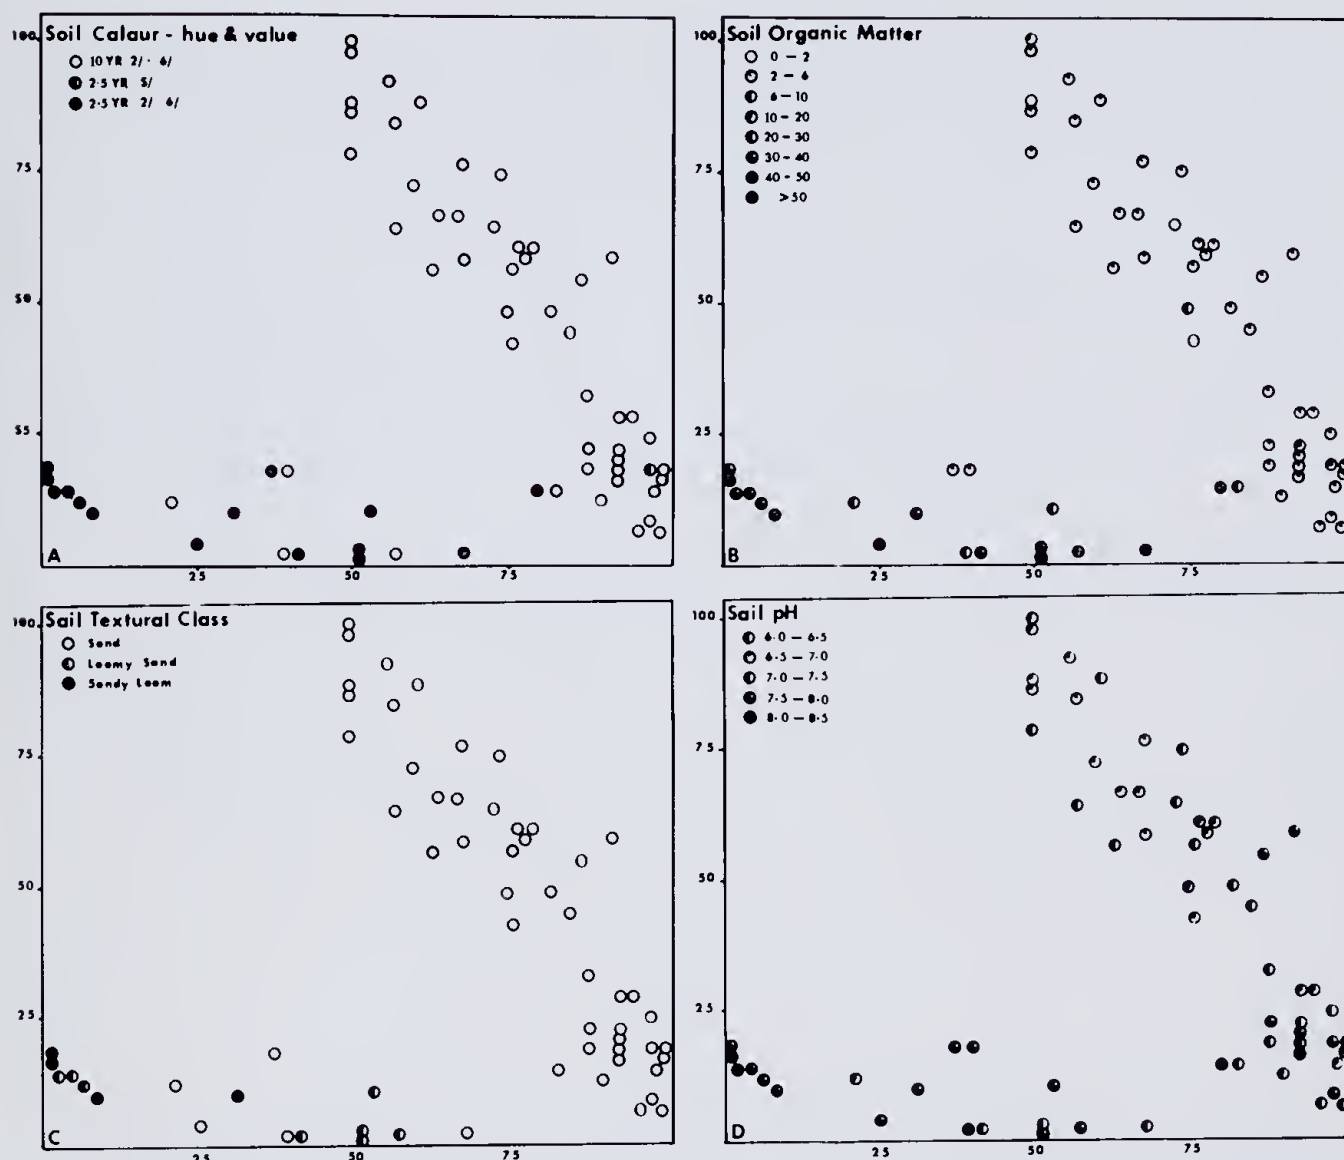 Soil Calaur - hue & value
10 YR 2/ - 6/
2·5 YR 5/
2·5 YR 2/ 6/
100
75
50
55
A
25
50
75
Soil Organic Matter
0 – 2
2 – 6
6 – 10
10 – 20
20 – 30
30 – 40
40 – 50
>50
100
75
50
25
B
25
50
75
Sail Textural Class
Sand
Loomy Sand
Sandy Loom
100
75
50
25
C
25
50
75
Sail pH
6·0 – 6·5
6·5 – 7·0
7·0 – 7·5
7·5 – 8·0
8·0 – 8·5
100
75
50
25
D
25
50
75